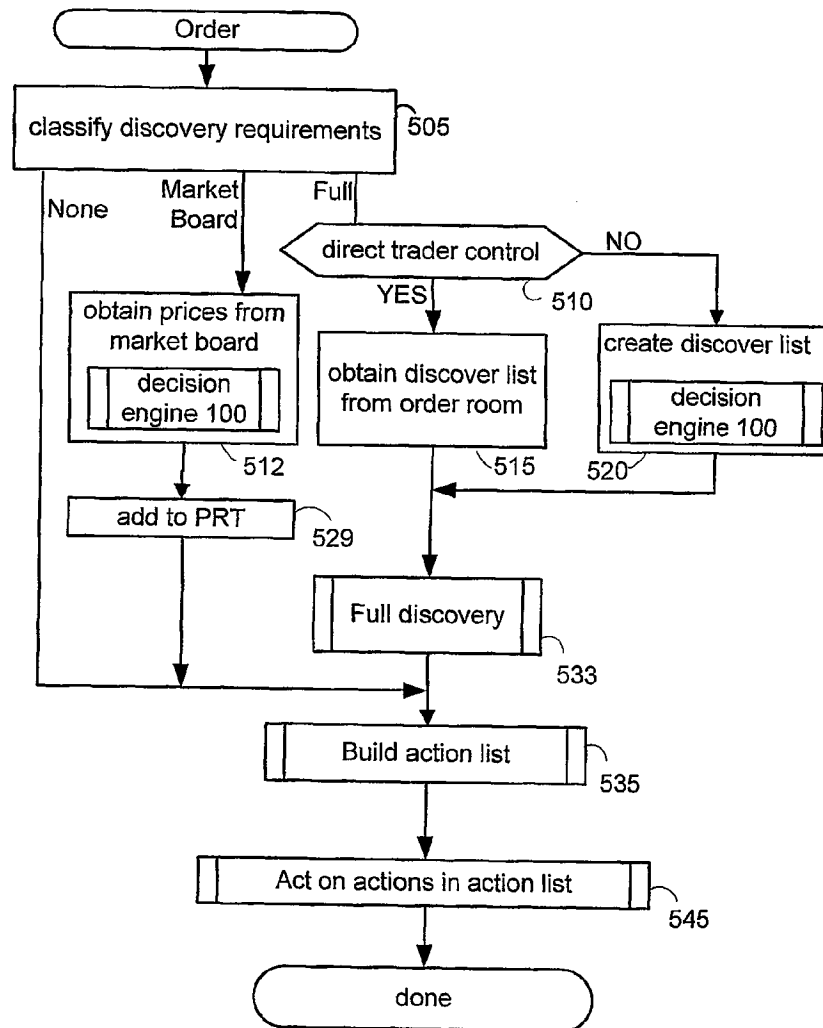 Order
classify discovery requirements
505
None
Market
Board
Full
direct trader control
NO
YES
510
obtain prices from
market board
decision
engine 100
512
obtain discover list
from order room
515
create discover list
decision
engine 100
520
add to PRT
529
Full discovery
533
Build action list
535
Act on actions in action list
545
done